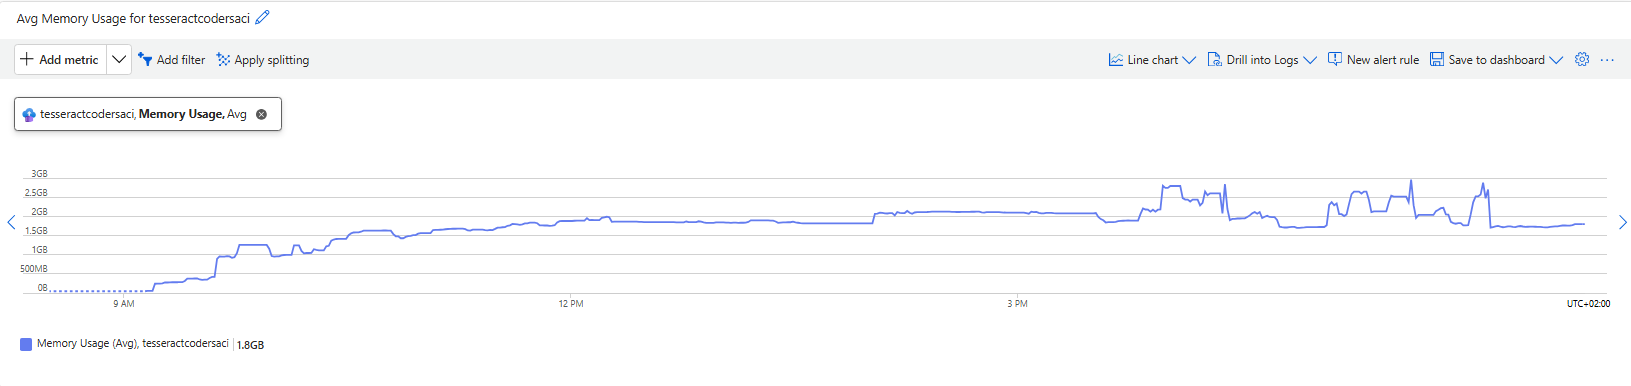 Avg Memory Usage for tesseractcodersaci
Add metric Add filter Apply splitting Line chart Drill into Logs New alert rule Save to dashboard
tesseractcodersaci, Memory Usage, Avg
3GB
2.5GB
2GB
1.5GB
1GB
500MB
0B
9 AM 12 PM 3 PM UTC+02:00
Memory Usage (Avg), tesseractcodersaci 1.8GB